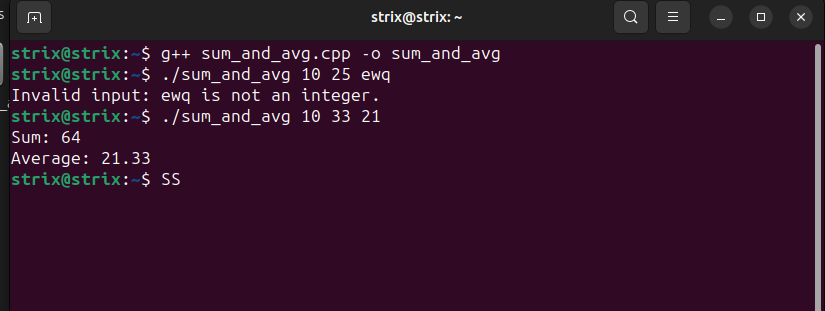 strix@strix: ~
strix@strix:~$ g++ sum_and_avg.cpp -o sum_and_avg
strix@strix:~$ ./sum_and_avg 10 25 ewq
Invalid input: ewq is not an integer.
strix@strix:~$ ./sum_and_avg 10 33 21
Sum: 64
Average: 21.33
strix@strix:~$ SS